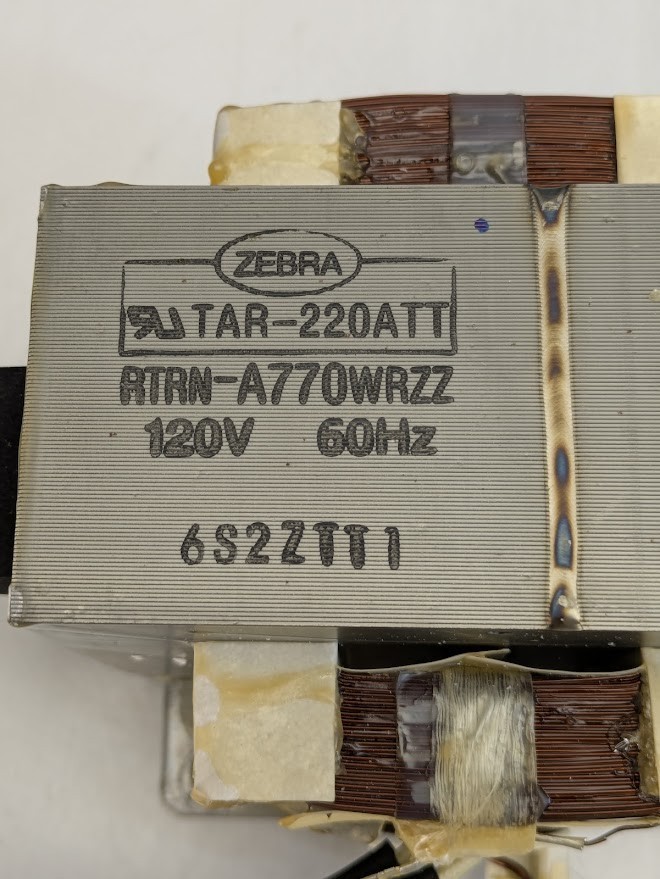 ZEBRA
TAR-220ATT
RTRN-A770WRZZ
120V 60Hz
6S2ZTT1